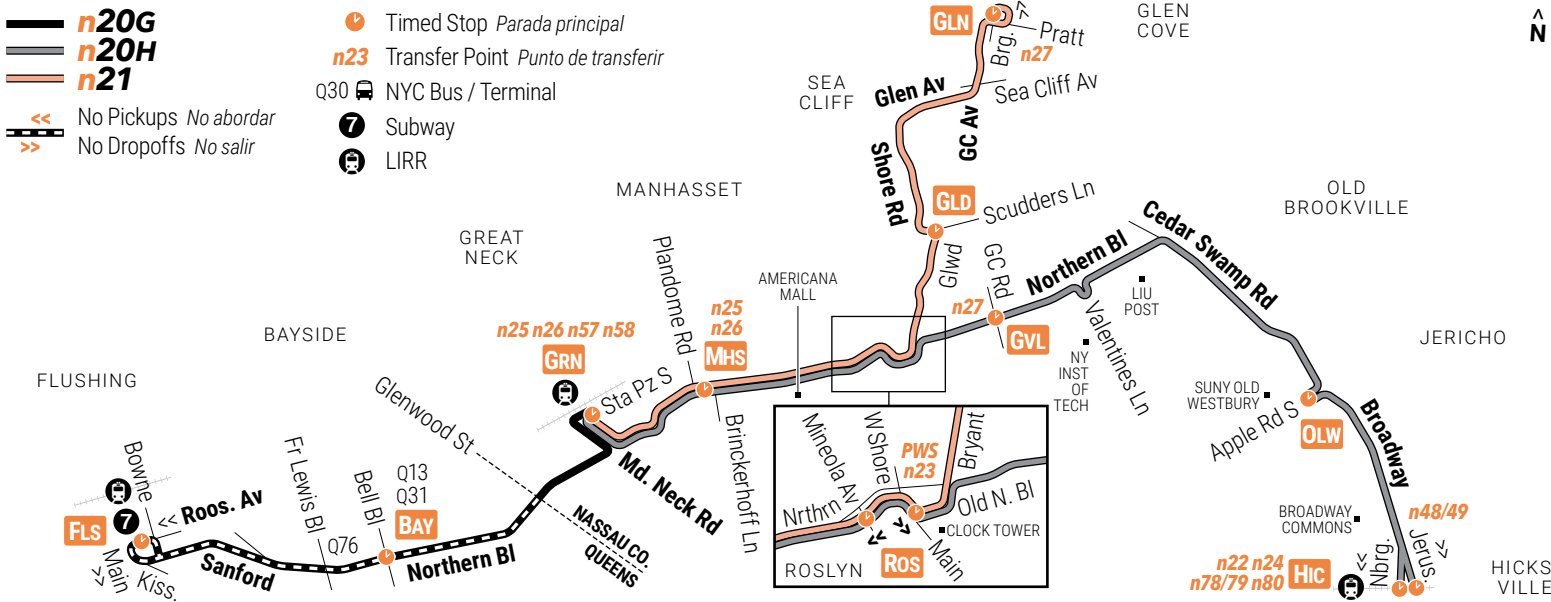 n20G
n20H
n21
<< No Pickups No abordar
>> No Dropoffs No salir
Timed Stop Parada principal
n23 Transfer Point Punto de transferir
Q30 NYC Bus / Terminal
7 Subway
LIRR
GLEN
COVE
^
N
GLN
>
Pratt
Brg.
n27
SEA
CLIFF
Glen Av
Sea Cliff Av
GC Av
Shore Rd
GLD
Scudders Ln
Glwd
OLD
BROOKVILLE
MANHASSET
GREAT
NECK
Plandome Rd
AMERICANA
MALL
GC Rd
Northern Bl
Cedar Swamp Rd
LIU
POST
n27
GVL
Valentines Ln
NY
INST
OF
TECH
JERICHO
BAYSIDE
n25 n26 n57 n58
GRN
n25
n26
MHS
Sta Pz S
FLUSHING
Glenwood St
Brinckerhoff Ln
Md. Neck Rd
SUNY OLD
WESTBURY
Apple Rd S
OLW
Broadway
Mineola Av
W Shore
PWS
n23
Bryant
Nrthrn
Old N. Bl
CLOCK TOWER
>>
>>
Main
ROS
ROSLYN
Bowne
<< Roos. Av
7
FLS
Main
>>
Kiss.
Sanford
Fr Lewis Bl
Q76
Bell Bl
Q13
Q31
BAY
Northern Bl
NASSAU CO.
QUEENS
BROADWAY
COMMONS
n48/49
n22 n24
n78/79 n80
HIC
<<
Nbrg.
Jerus.
>>
HICKS
VILLE